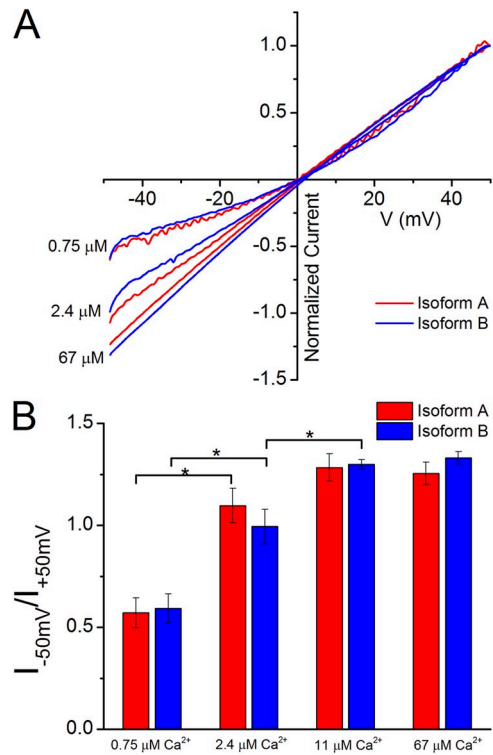 A
1.0
0.5
-40
-20
20
40
V (mV)
0.75 μM
-0.5
2.4 μM
-1.0
67 μM
-1.5
Normalized Current
Isoform A
Isoform B
B
Isoform A
Isoform B
1.5
*
*
*
1.0
0.5
0.0
I-50mV/I+50mV
0.75 μM Ca2+
2.4 μM Ca2+
11 μM Ca2+
67 μM Ca2+